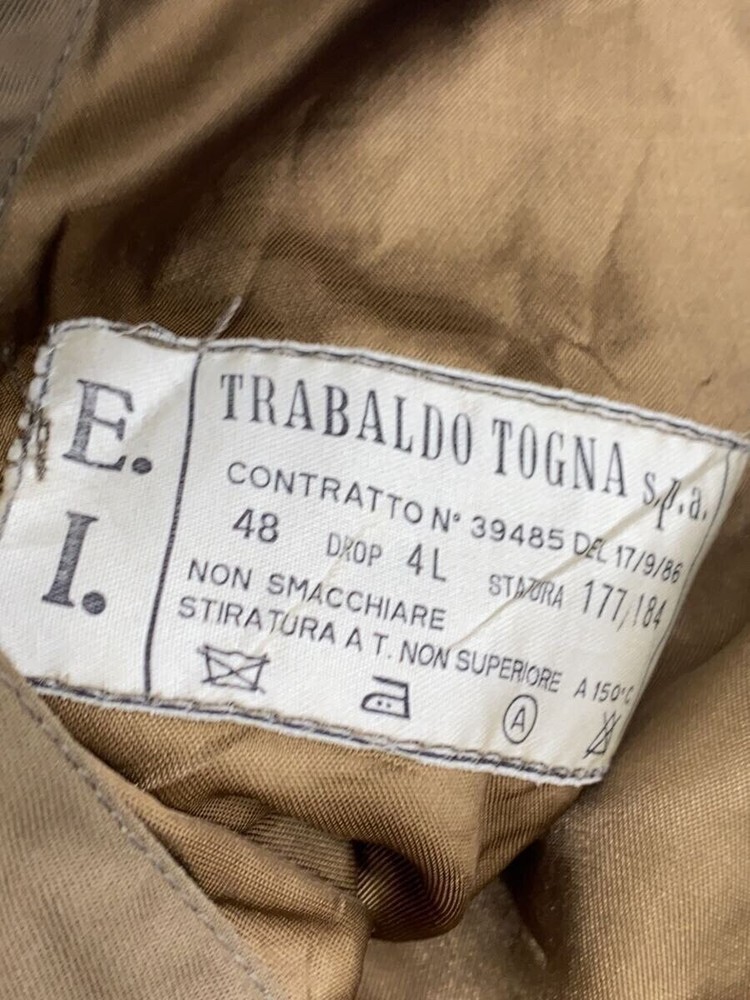 E.
I.
TRABALDO TOGNA s.p.a.
CONTRATTO N° 39485 DEL 17/9/86
48 DROP 4L STATURA 177/184
NON SMACCHIARE
STIRATURA A T. NON SUPERIORE A 150°C
A